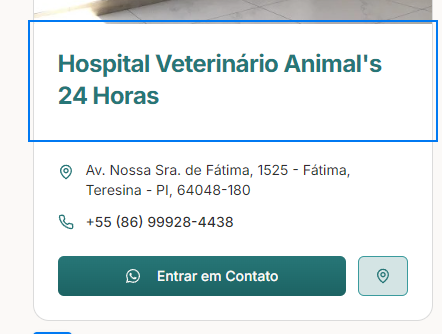 Hospital Veterinário Animal's
24 Horas
Av. Nossa Sra. de Fátima, 1525 - Fátima,
Teresina - PI, 64048-180
+55 (86) 99928-4438
Entrar em Contato